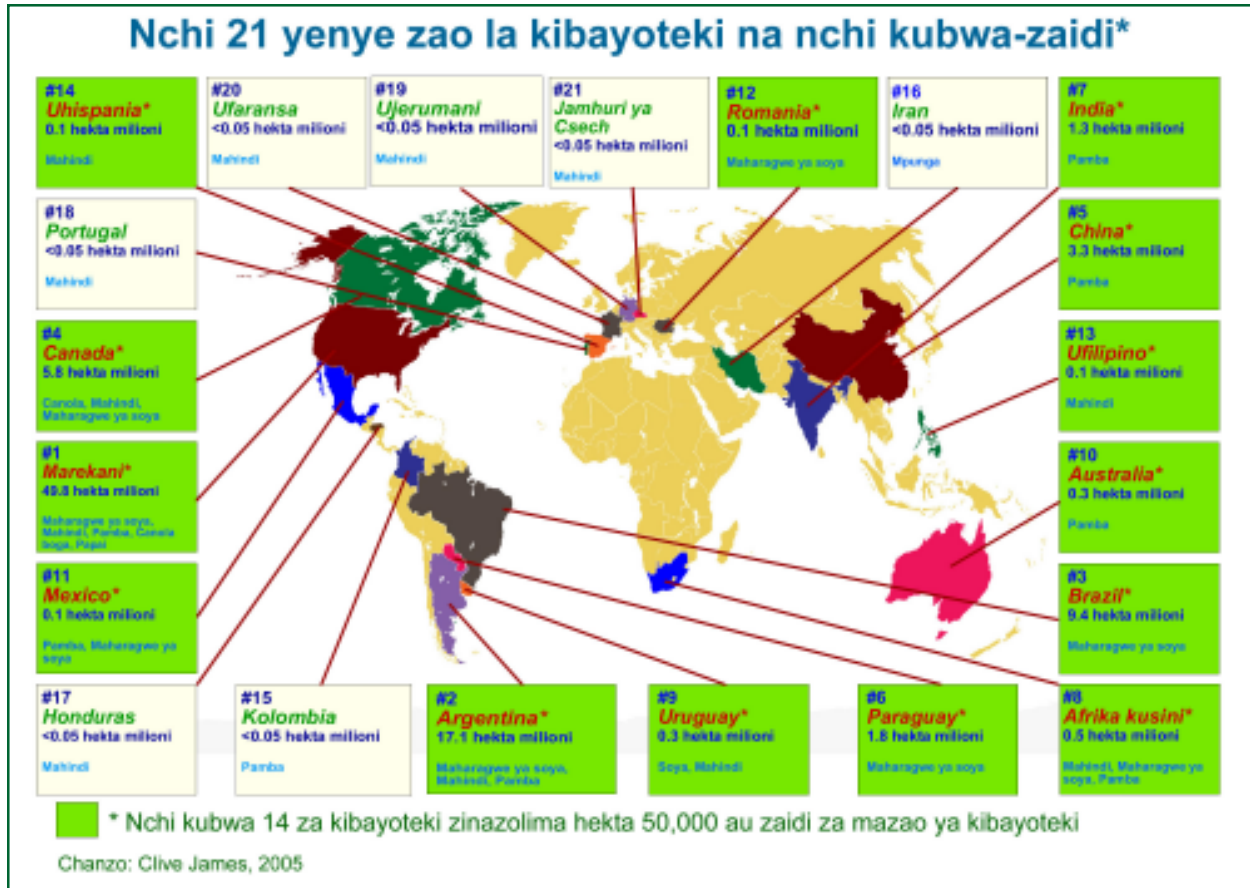 Nchi 21 yenye zao la kibayoteki na nchi kubwa-zaidi*
#14
Uhispania*
0.1 hekta milioni
Mahindi
#20
Ufaransa
<0.05 hekta milioni
Mahindi
#19
Ujerumani
<0.05 hekta milioni
Mahindi
#21
Jamhuri ya
Csech
<0.05 hekta milioni
Mahindi
#12
Romania*
0.1 hekta milioni
Maharagwe ya soya
#16
Iran
<0.05 hekta milioni
Mpunga
#7
India*
1.3 hekta milioni
Pamba
#18
Portugal
<0.05 hekta milioni
Mahindi
#5
China*
3.3 hekta milioni
Pamba
#4
Canada*
5.8 hekta milioni
Canola, Mahindi,
Maharagwe ya soya
#13
Ufilipino*
0.1 hekta milioni
Mahindi
#1
Marekani*
49.8 hekta milioni
Maharagwe ya soya,
Mahindi, Pamba, Canola
boga, Papai
#10
Australia*
0.3 hekta milioni
Pamba
#11
Mexico*
0.1 hekta milioni
Pamba, Maharagwe ya
soya
#3
Brazil*
9.4 hekta milioni
Maharagwe ya soya
#17
Honduras
<0.05 hekta milioni
Mahindi
#15
Kolombia
<0.05 hekta milioni
Pamba
#2
Argentina*
17.1 hekta milioni
Maharagwe ya soya,
Mahindi, Pamba
#9
Uruguay*
0.3 hekta milioni
Soya, Mahindi
#6
Paraguay*
1.8 hekta milioni
Maharagwe ya soya
#8
Afrika kusini*
0.5 hekta milioni
Mahindi, Maharagwe ya
soya, Pamba
* Nchi kubwa 14 za kibayoteki zinazolima hekta 50,000 au zaidi za mazao ya kibayoteki
Chanzo: Clive James, 2005